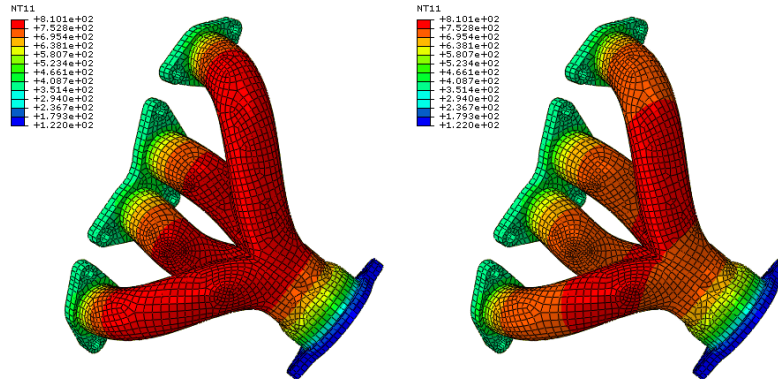 NT11
+8.101e+02
+7.528e+02
+6.954e+02
+6.381e+02
+5.807e+02
+5.234e+02
+4.661e+02
+4.087e+02
+3.514e+02
+2.940e+02
+2.367e+02
+1.793e+02
+1.220e+02
NT11
+8.101e+02
+7.528e+02
+6.954e+02
+6.381e+02
+5.807e+02
+5.234e+02
+4.661e+02
+4.087e+02
+3.514e+02
+2.940e+02
+2.367e+02
+1.793e+02
+1.220e+02